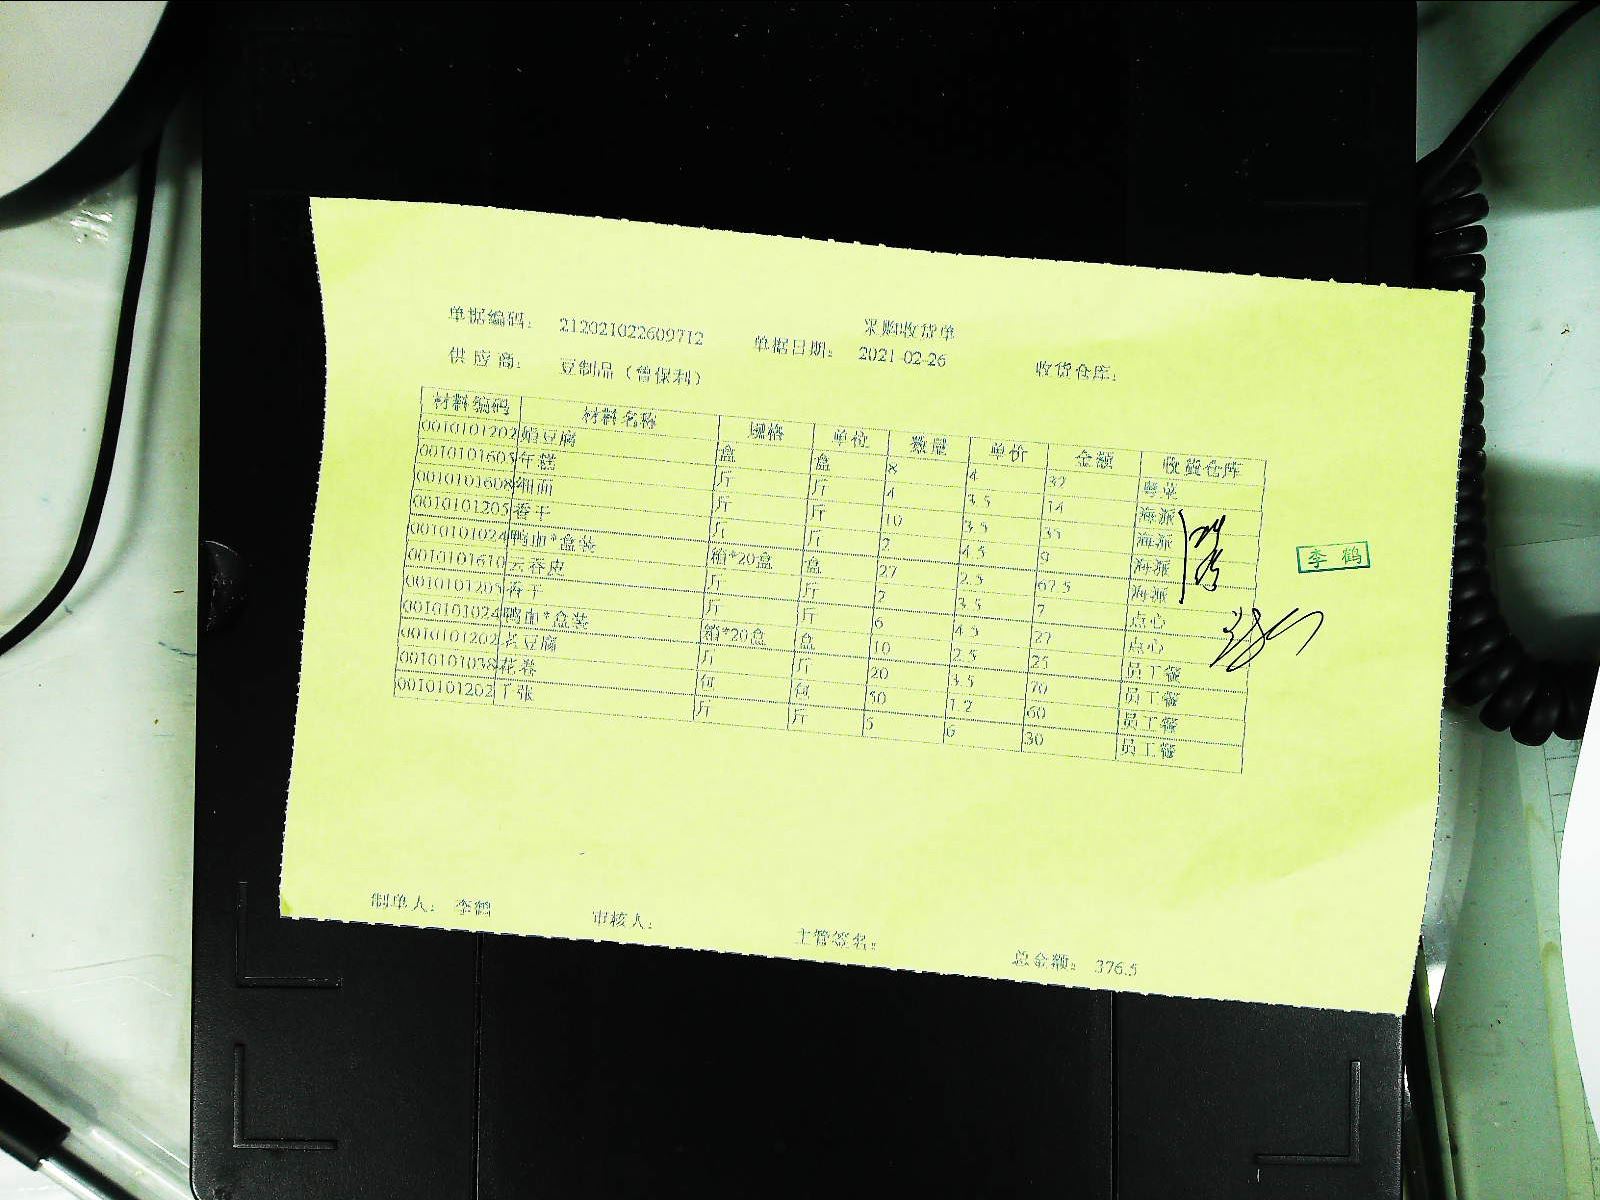 采购收货单
单据编码： 212021022609712 单据日期： 2021-02-26 收货仓库：
供应商： 豆制品（曾保利）
材料编码 材料名称 规格 单位 数量 单价 金额 收货仓库
0010101202 豆腐 盒 盒 8 4 32 粤菜
0010101605 年糕 斤 斤 4 3.5 14 海派
0010101608 细面 斤 斤 10 3.5 35 海派
0010101205 香干 斤 斤 2 4.5 9 海派
0010101024 鸭血*盒装 箱*20盒 盒 27 2.5 67.5 海派
0010101610 云吞皮 斤 斤 2 3.5 7 点心
0010101205 香干 斤 斤 6 4.5 27 点心
0010101024 鸭血*盒装 箱*20盒 盒 10 2.5 25 员工餐
0010101202 老豆腐 斤 斤 20 3.5 70 员工餐
0010101038 花卷 包 包 50 1.2 60 员工餐
0010101202 千张 斤 斤 5 6 30 员工餐
李鹤
制单人： 李鹤 审核人： 主管签名： 总金额： 376.5